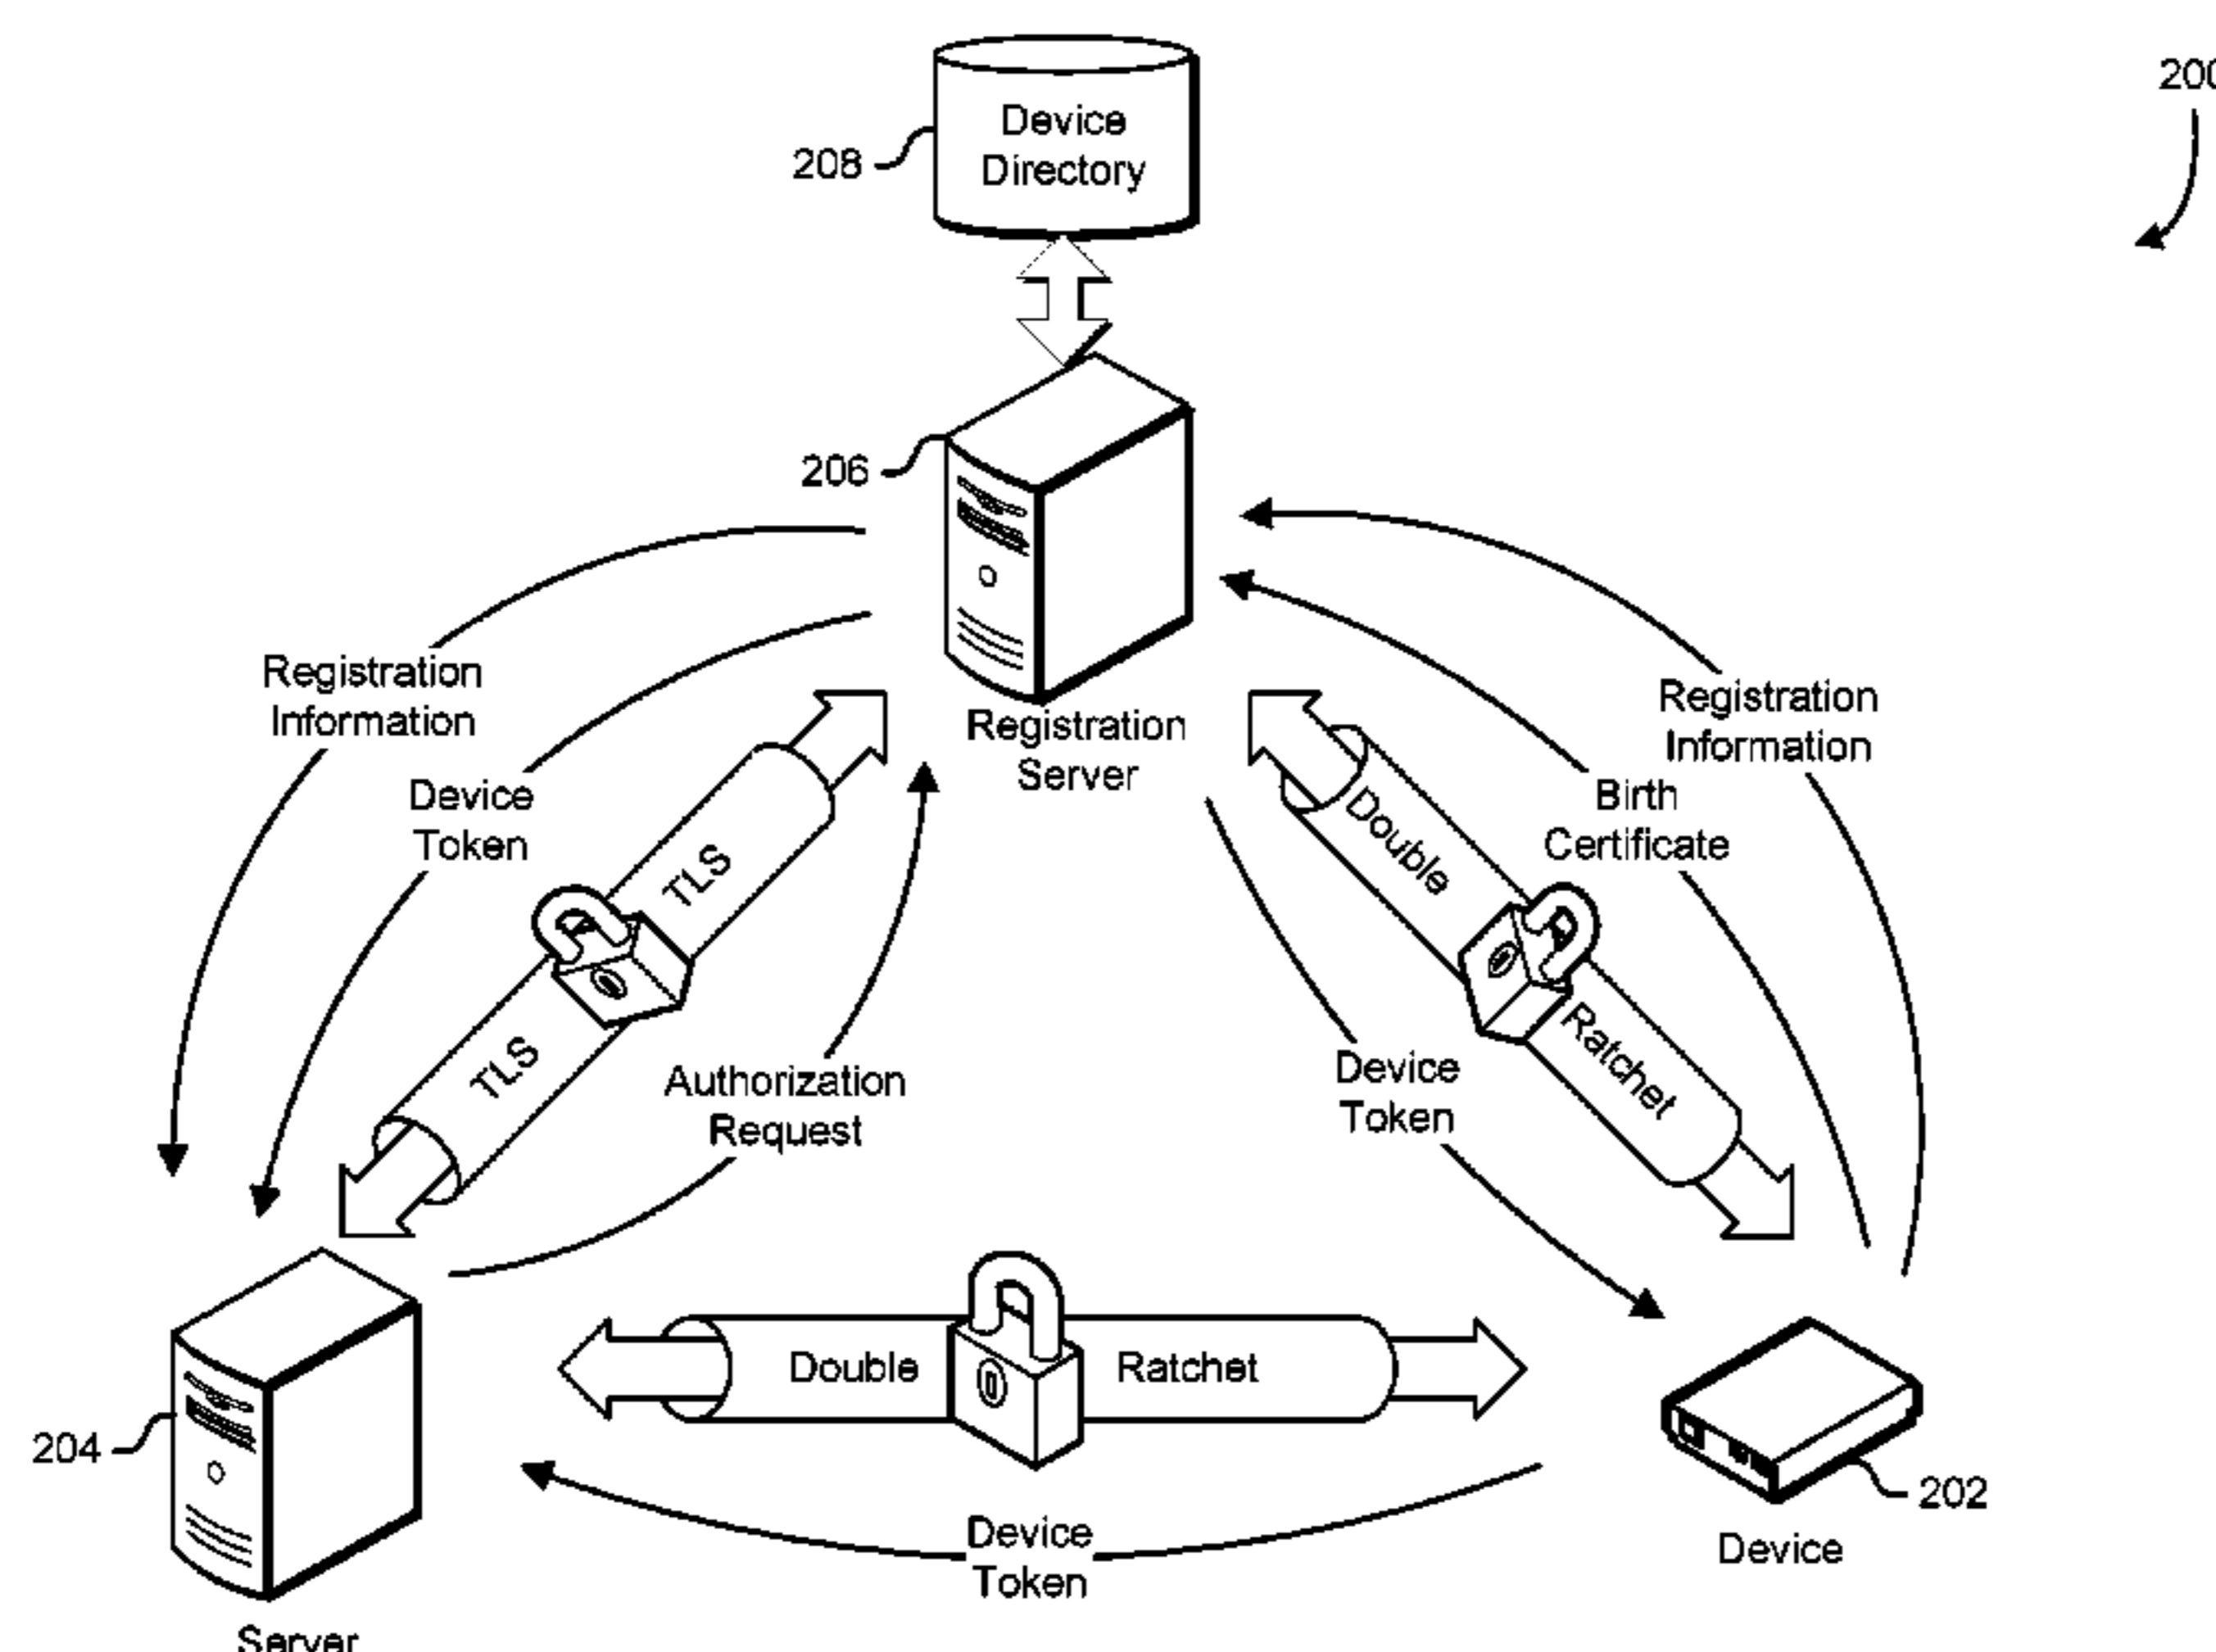 200
Device
Directory
208
206
Registration
Information
Registration
Server
Registration
Information
Device
Token
Birth
Certificate
TLS
Double
TLS
Ratchet
Authorization
Request
Device
Token
Double
Ratchet
204
202
Device
Token
Device
Server